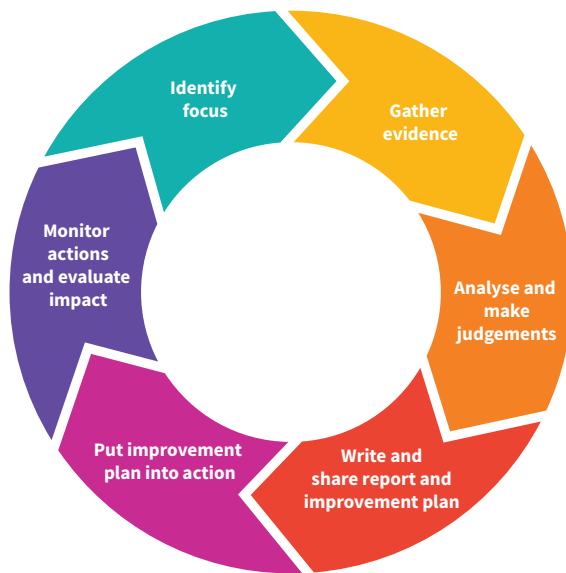 Identify
focus
Gather
evidence
Analyse and
make
judgements
Write and
share report and
improvement plan
Put improvement
plan into action
Monitor
actions
and evaluate
impact